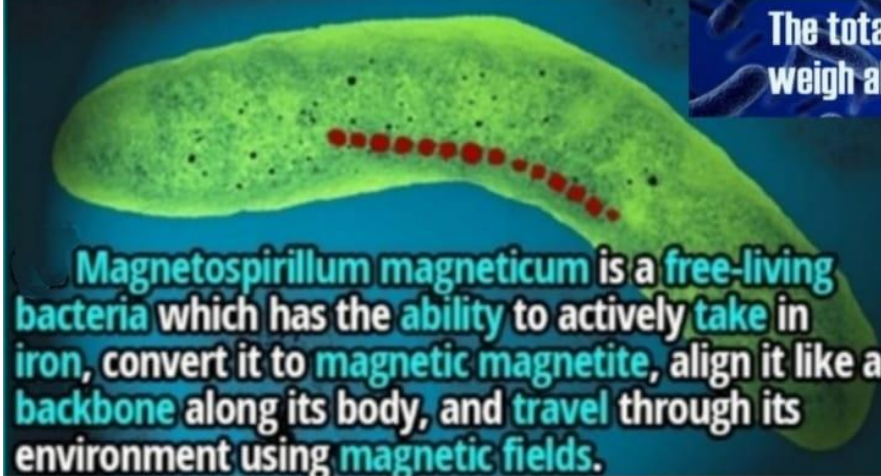 The tota
weigh a
Magnetospirillum magneticum is a free-living
bacteria which has the ability to actively take in
iron, convert it to magnetic magnetite, align it like a
backbone along its body, and travel through its
environment using magnetic fields.